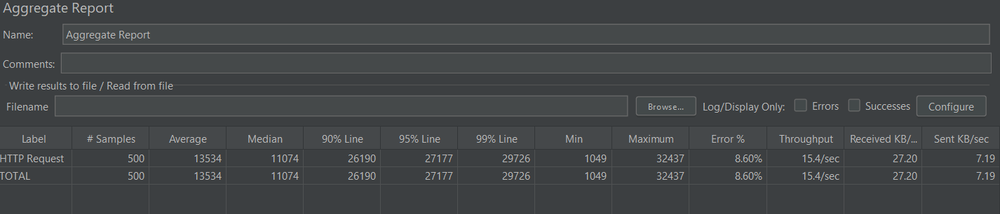 Aggregate Report
Name: Aggregate Report
Comments:
Write results to file / Read from file
Filename Browse... Log/Display Only: Errors Successes Configure
Label # Samples Average Median 90% Line 95% Line 99% Line Min Maximum Error % Throughput Received KB/... Sent KB/sec
HTTP Request 500 13534 11074 26190 27177 29726 1049 32437 8.60% 15.4/sec 27.20 7.19
TOTAL 500 13534 11074 26190 27177 29726 1049 32437 8.60% 15.4/sec 27.20 7.19